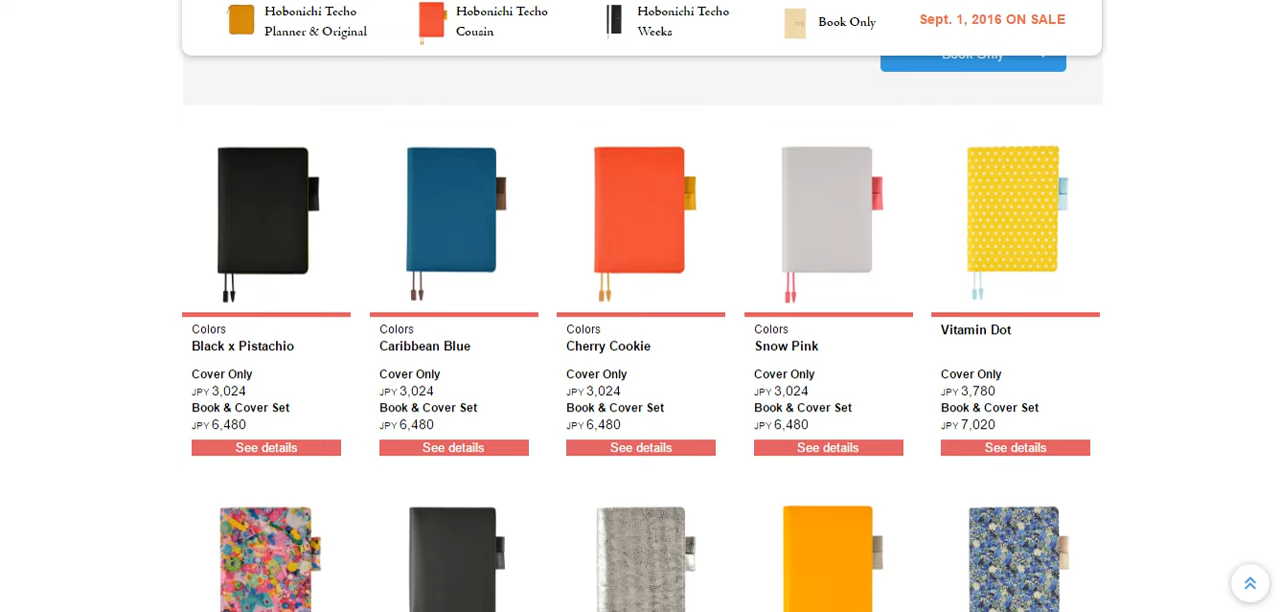 Hobonichi Techo
Planner & Original
Hobonichi Techo
Cousin
Hobonichi Techo
Weeks
Book Only
Sept. 1, 2016 ON SALE
Book Only
Colors
Black x Pistachio
Cover Only
JPY 3,024
Book & Cover Set
JPY 6,480
See details
Colors
Caribbean Blue
Cover Only
JPY 3,024
Book & Cover Set
JPY 6,480
See details
Colors
Cherry Cookie
Cover Only
JPY 3,024
Book & Cover Set
JPY 6,480
See details
Colors
Snow Pink
Cover Only
JPY 3,024
Book & Cover Set
JPY 6,480
See details
Vitamin Dot
Cover Only
JPY 3,780
Book & Cover Set
JPY 7,020
See details